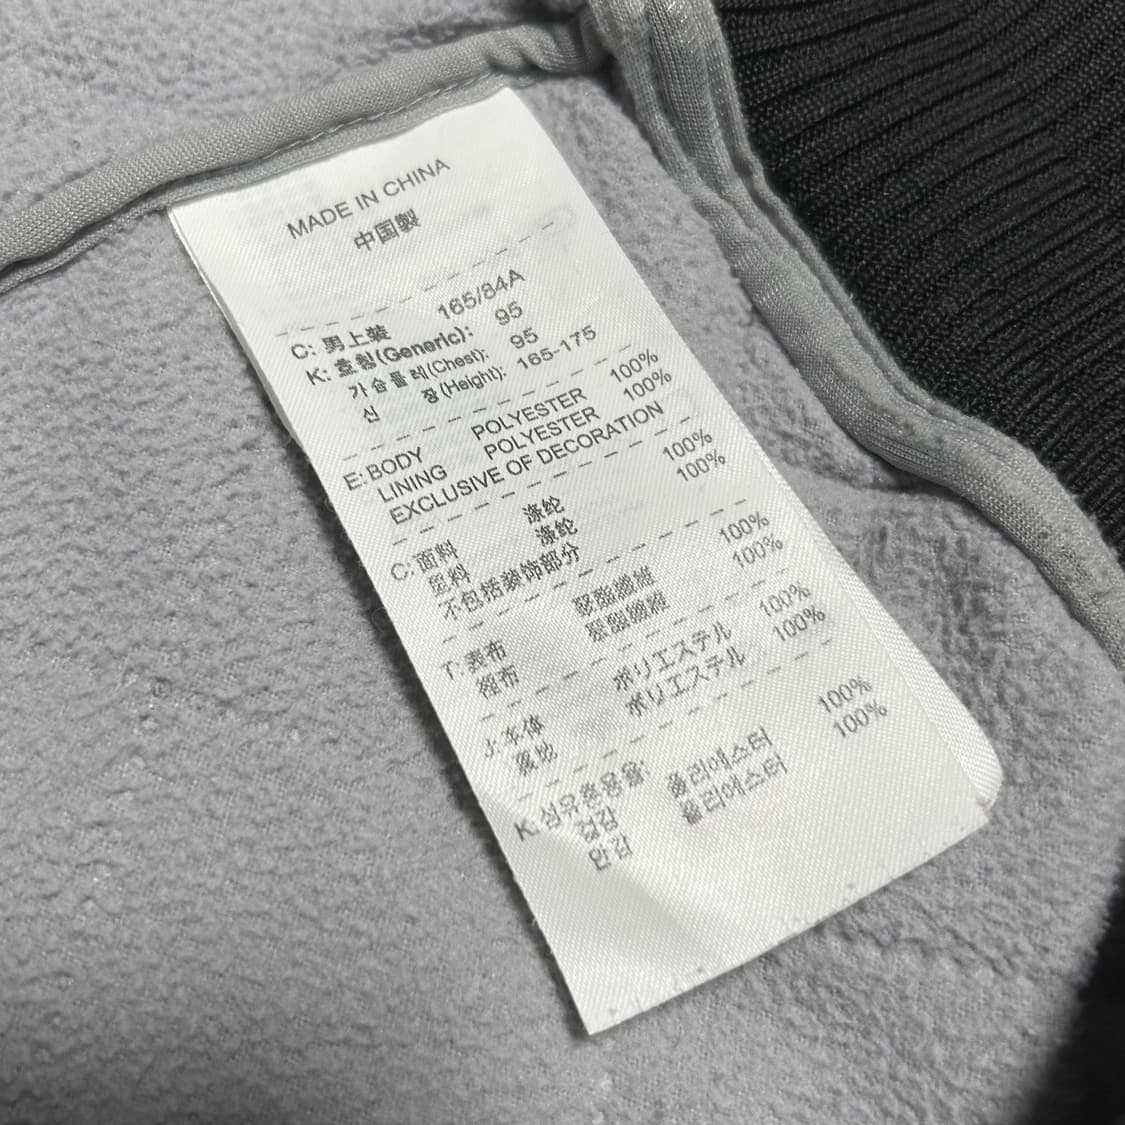 MADE IN CHINA
中国製
C: 男上装 165/84A
K: 호칭(Generic): 95
가슴둘레(Chest): 95
신 장(Height): 165-175
E: BODY POLYESTER 100%
LINING POLYESTER 100%
EXCLUSIVE OF DECORATION
C: 面料 涤纶 100%
里料 涤纶 100%
不包括装饰部分
T: 表布 聚酯纖維 100%
裡布 聚酯纖維 100%
J: 本体 ポリエステル 100%
裏地 ポリエステル 100%
K: 섬유혼용율:
겉감 폴리에스터 100%
안감 폴리에스터 100%